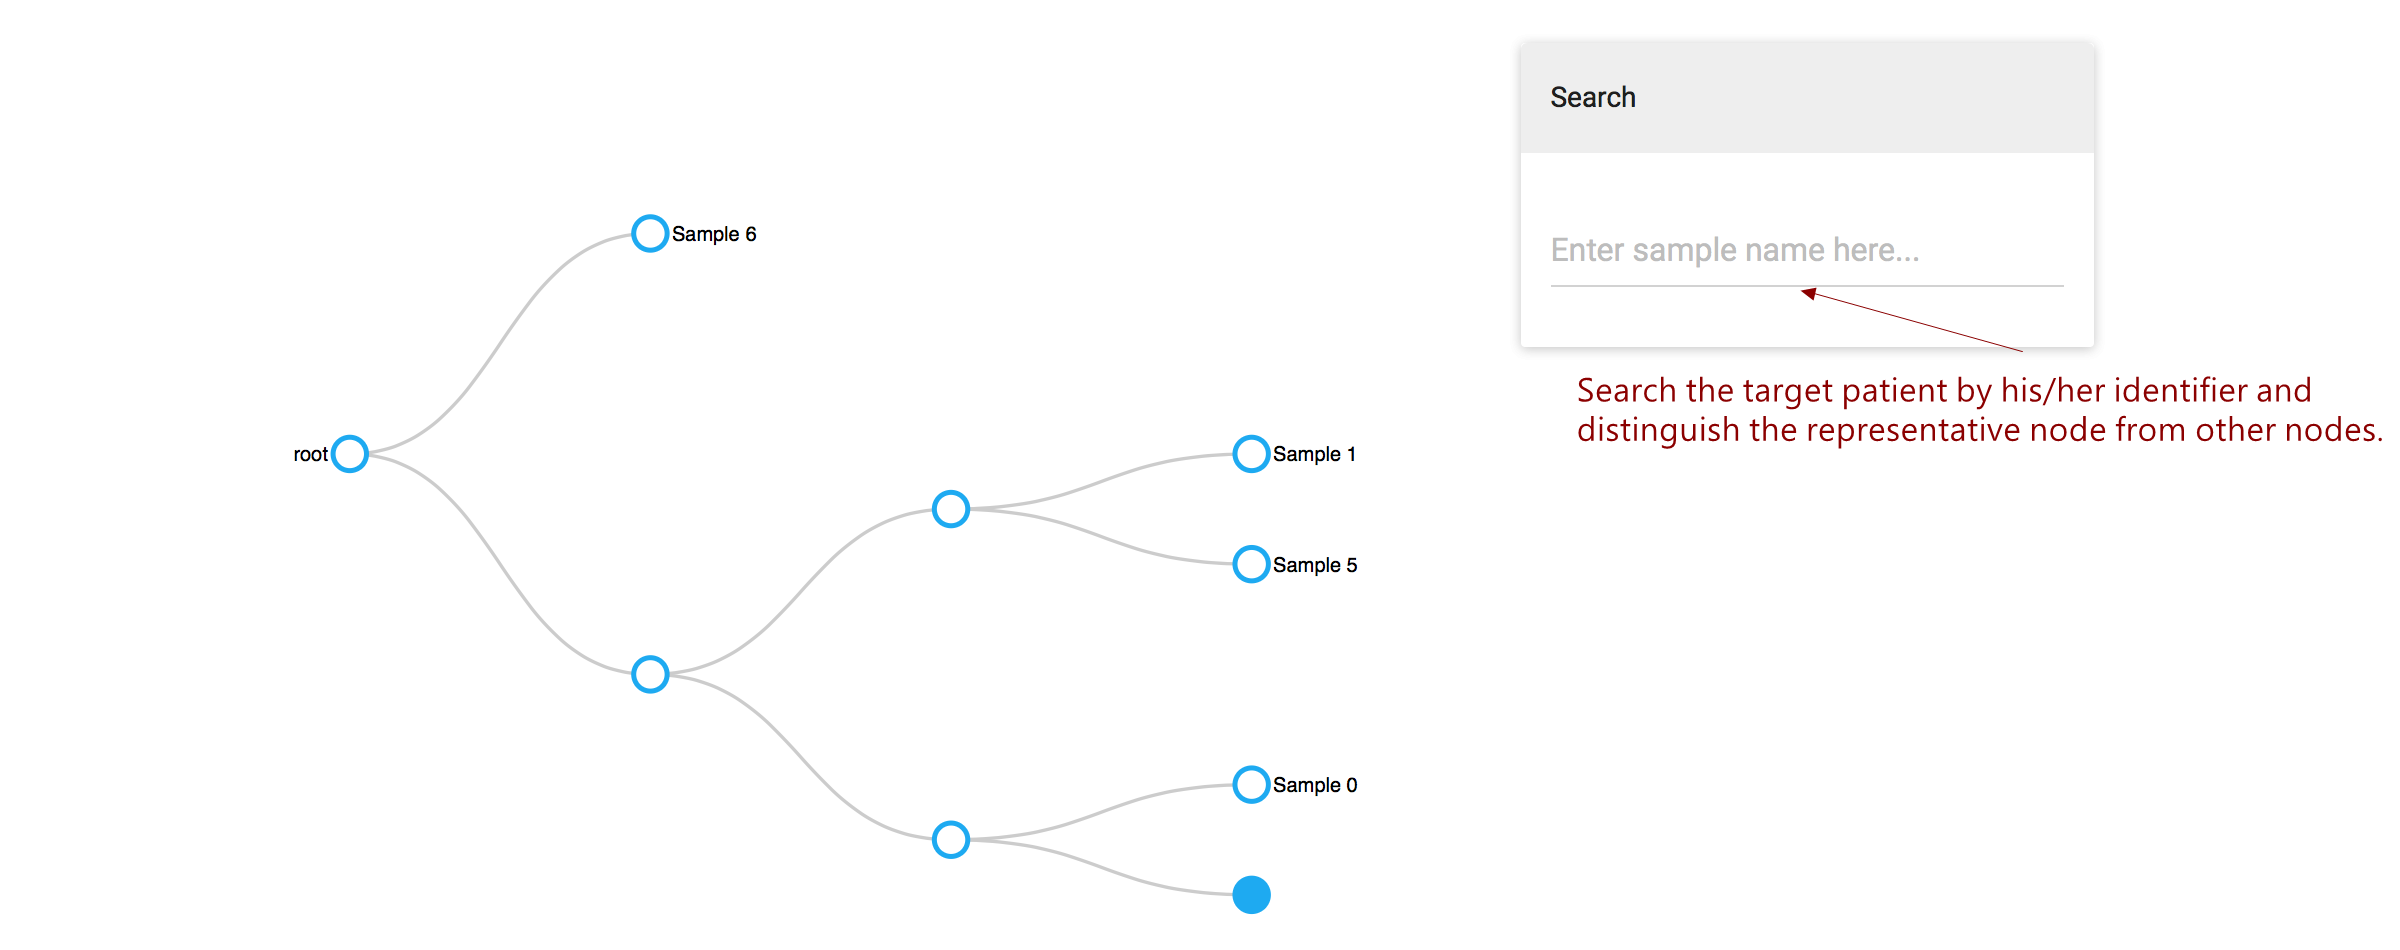 Search
Enter sample name here...
Search the target patient by his/her identifier and
distinguish the representative node from other nodes.
Sample 6
root
Sample 1
Sample 5
Sample 0